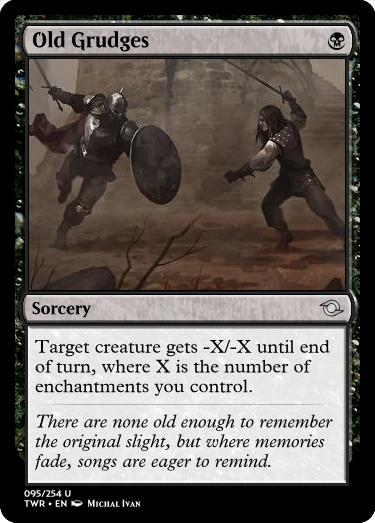 Old Grudges
Sorcery
Target creature gets -X/-X until end
of turn, where X is the number of
enchantments you control.
There are none old enough to remember
the original slight, but where memories
fade, songs are eager to remind.
095/254 U
TWR • EN Michal Ivan